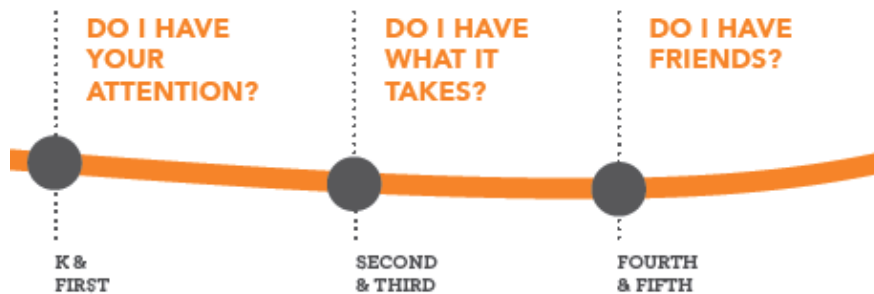 DO I HAVE
YOUR
ATTENTION?
DO I HAVE
WHAT IT
TAKES?
DO I HAVE
FRIENDS?
K &
FIRST
SECOND
& THIRD
FOURTH
& FIFTH